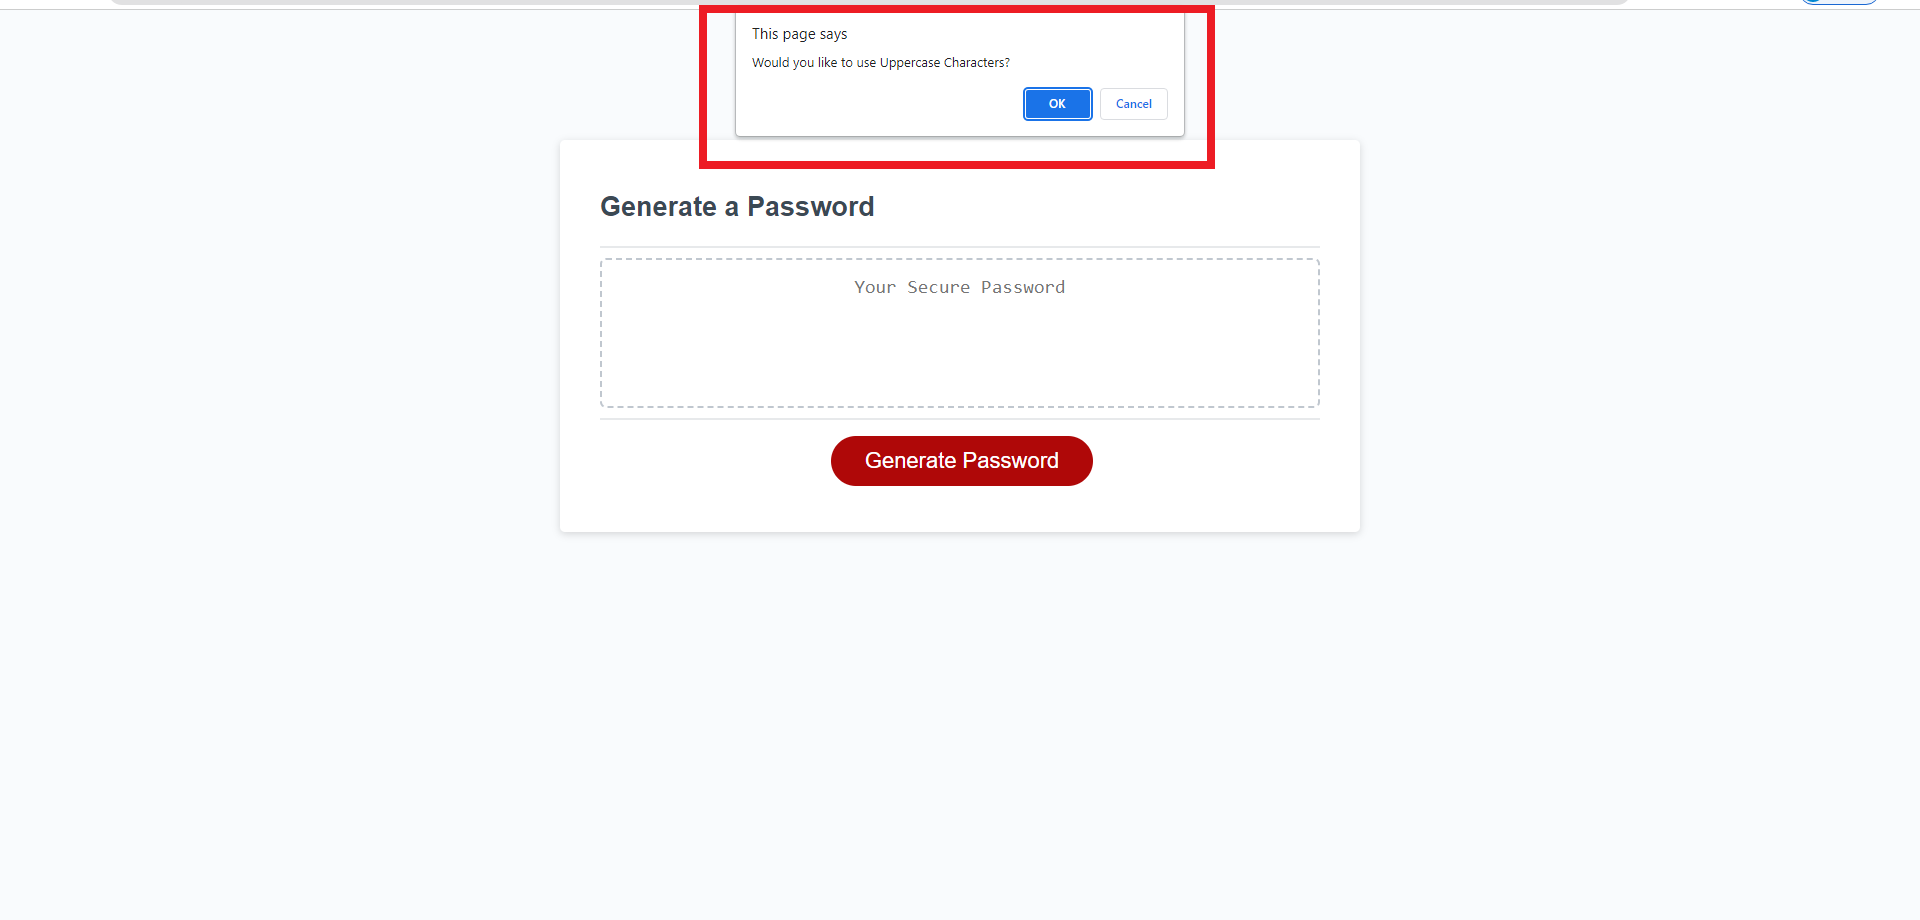 This page says
Would you like to use Uppercase Characters?
OK
Cancel
Generate a Password
Your Secure Password
Generate Password